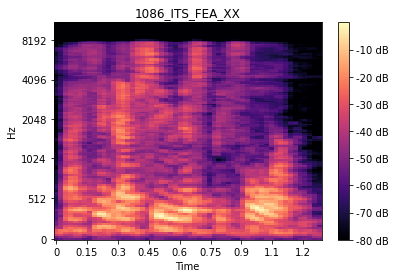 1086_ITS_FEA_XX
8192
4096
2048
1024
512
0
Hz
0 0.15 0.3 0.45 0.6 0.75 0.9 1.1 1.2
Time
-10 dB
-20 dB
-30 dB
-40 dB
-50 dB
-60 dB
-70 dB
-80 dB